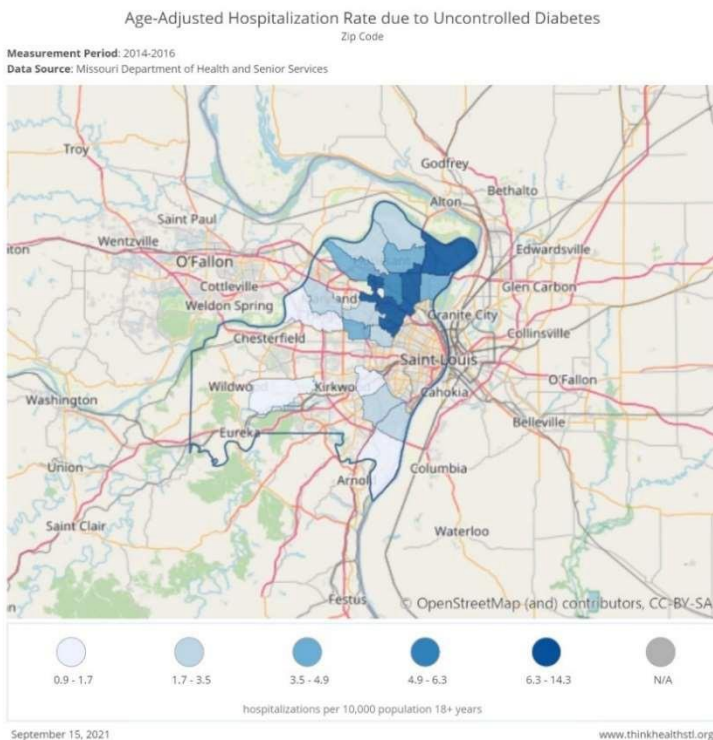 Age-Adjusted Hospitalization Rate due to Uncontrolled Diabetes
Zip Code
Measurement Period: 2014-2016
Data Source: Missouri Department of Health and Senior Services
Troy
Godfrey
Bethalto
Alton
Saint Paul
Wentzville
Edwardsville
O'Fallon
Cottleville
Glen Carbon
Weldon Spring
Granite City
Collinsville
Chesterfield
Saint Louis
O'Fallon
Kirkwood
Cahokia
Washington
Belleville
Eureka
Union
Columbia
Arnol
Saint Clair
Waterloo
Festus
© OpenStreetMap (and) contributors, CC-BY-SA
0.9 - 1.7
1.7 - 3.5
3.5 - 4.9
4.9 - 6.3
6.3 - 14.3
N/A
hospitalizations per 10,000 population 18+ years
September 15, 2021
www.thinkhealthstl.org